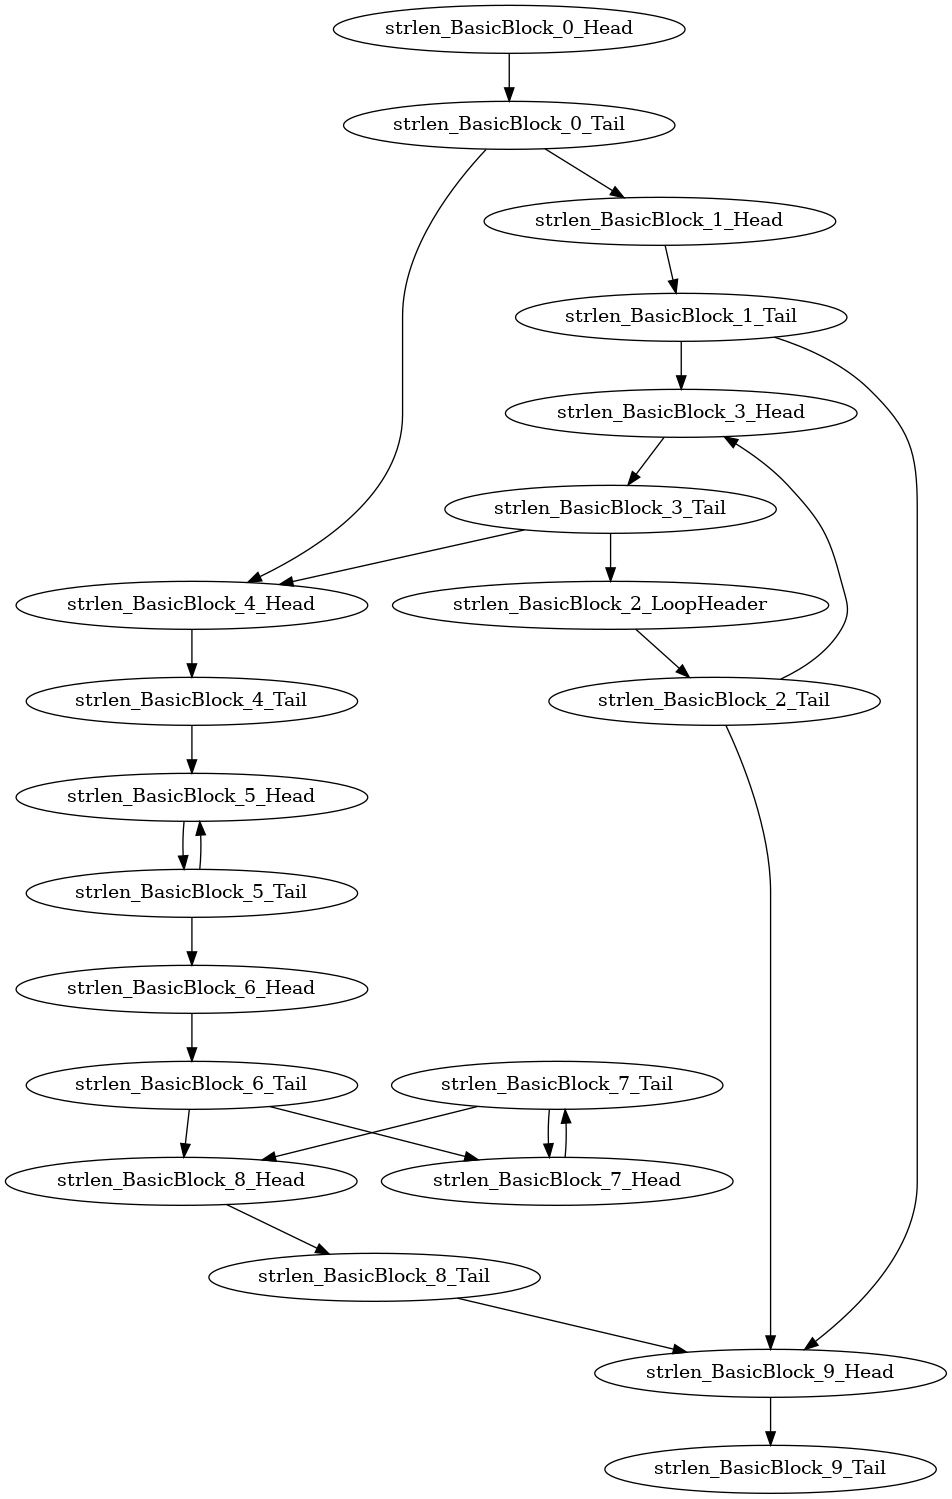 strlen_BasicBlock_0_Head
strlen_BasicBlock_0_Tail
strlen_BasicBlock_1_Head
strlen_BasicBlock_1_Tail
strlen_BasicBlock_3_Head
strlen_BasicBlock_3_Tail
strlen_BasicBlock_4_Head
strlen_BasicBlock_2_LoopHeader
strlen_BasicBlock_4_Tail
strlen_BasicBlock_2_Tail
strlen_BasicBlock_5_Head
strlen_BasicBlock_5_Tail
strlen_BasicBlock_6_Head
strlen_BasicBlock_6_Tail
strlen_BasicBlock_7_Tail
strlen_BasicBlock_8_Head
strlen_BasicBlock_7_Head
strlen_BasicBlock_8_Tail
strlen_BasicBlock_9_Head
strlen_BasicBlock_9_Tail